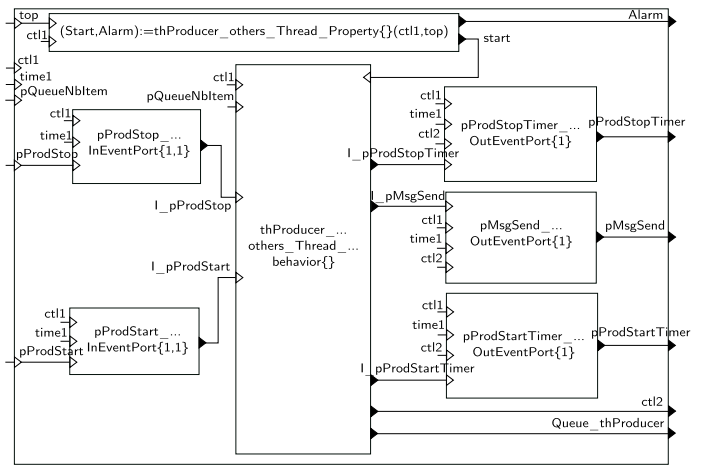 top
Alarm
(Start,Alarm):=thProducer_others_Thread_Property{}(ctl1,top)
ctl1
start
ctl1
time1
pQueueNbItem
ctl1
pQueueNbItem
ctl1
time1
pProdStop
pProdStop_...
InEventPort{1,1}
I_pProdStop
I_pProdStart
thProducer_...
others_Thread_...
behavior{}
ctl1
time1
pProdStart
pProdStart_...
InEventPort{1,1}
ctl1
time1
ctl2
I_pProdStopTimer
pProdStopTimer_...
OutEventPort{1}
pProdStopTimer
I_pMsgSend
ctl1
time1
ctl2
pMsgSend_...
OutEventPort{1}
pMsgSend
ctl1
time1
ctl2
I_pProdStartTimer
pProdStartTimer_...
OutEventPort{1}
pProdStartTimer
ctl2
Queue_thProducer